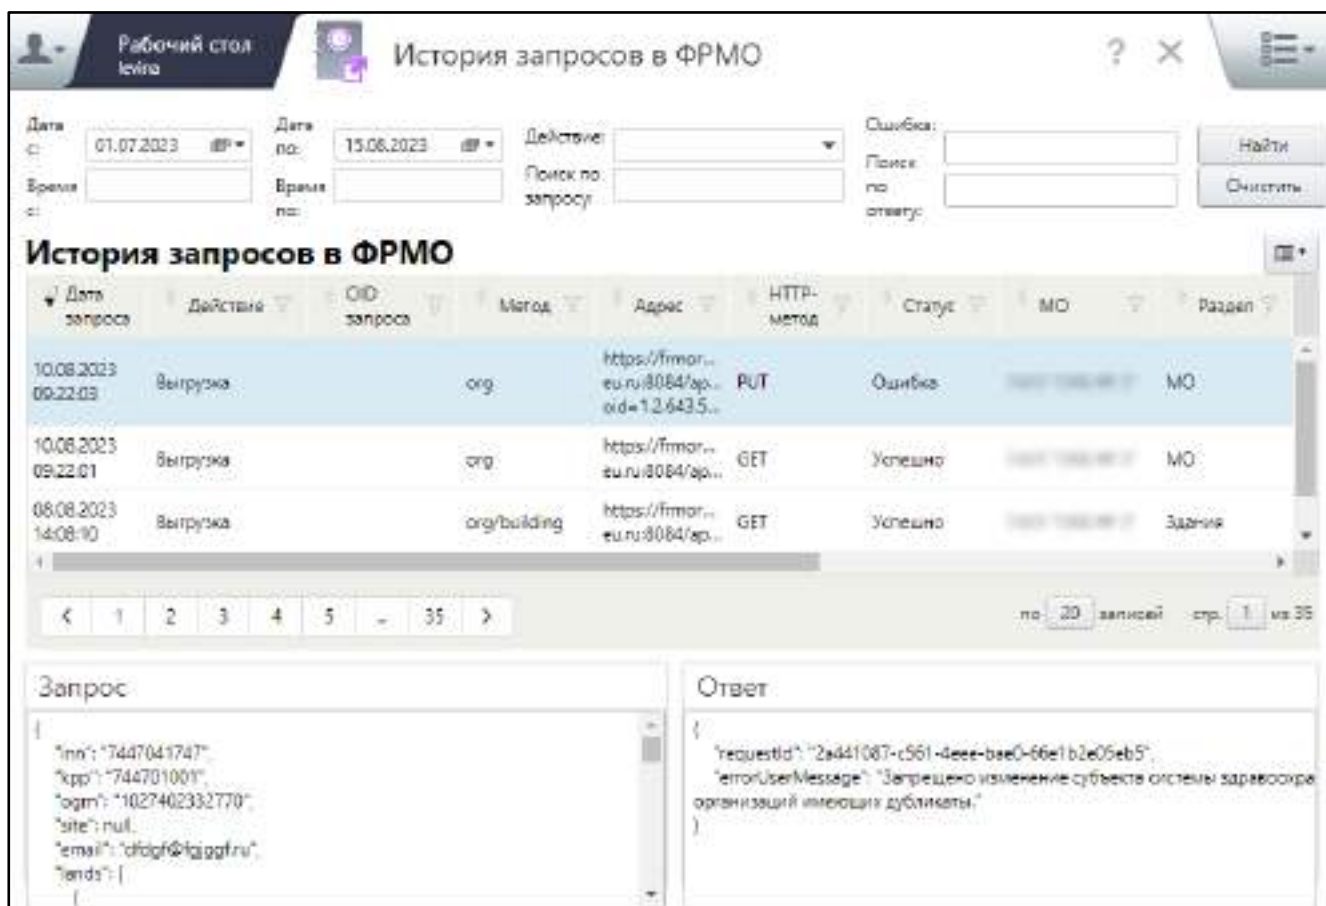 Рабочий стол
levina
История запросов в ФРМО
?
Дата с: 01.07.2023 Дата по: 15.08.2023 Действие: Ошибка: Найти
Время с: Время по: Поиск по запросу: Поиск по ответу: Очистить
История запросов в ФРМО
Дата запроса Действие OID запроса Метод Адрес HTTP-метод Статус МО Раздел
10.08.2023
09:22:03
Выгрузка
org
https://frmor...
eu.ru:8084/ap...
oid=1.2.643.5...
PUT
Ошибка
МО
10.08.2023
09:22:01
Выгрузка
org
https://frmor...
eu.ru:8084/ap...
GET
Успешно
МО
08.08.2023
14:08:10
Выгрузка
org/building
https://frmor...
eu.ru:8084/ap...
GET
Успешно
Здания
< 1 2 3 4 5 ... 35 > по 20 записей стр. 1 из 35
Запрос
{
"inn": "7447041747",
"kpp": "744701001",
"ogrn": "1027402332770",
"site": null,
"lands": [
{
Ответ
{
"requestId": "2a441087-c561-4eee-bae0-66e1b2e05eb5",
"errorUserMessage": "Запрещено изменение субъекта системы здравоохра
организаций имеющих дубликаты."
}